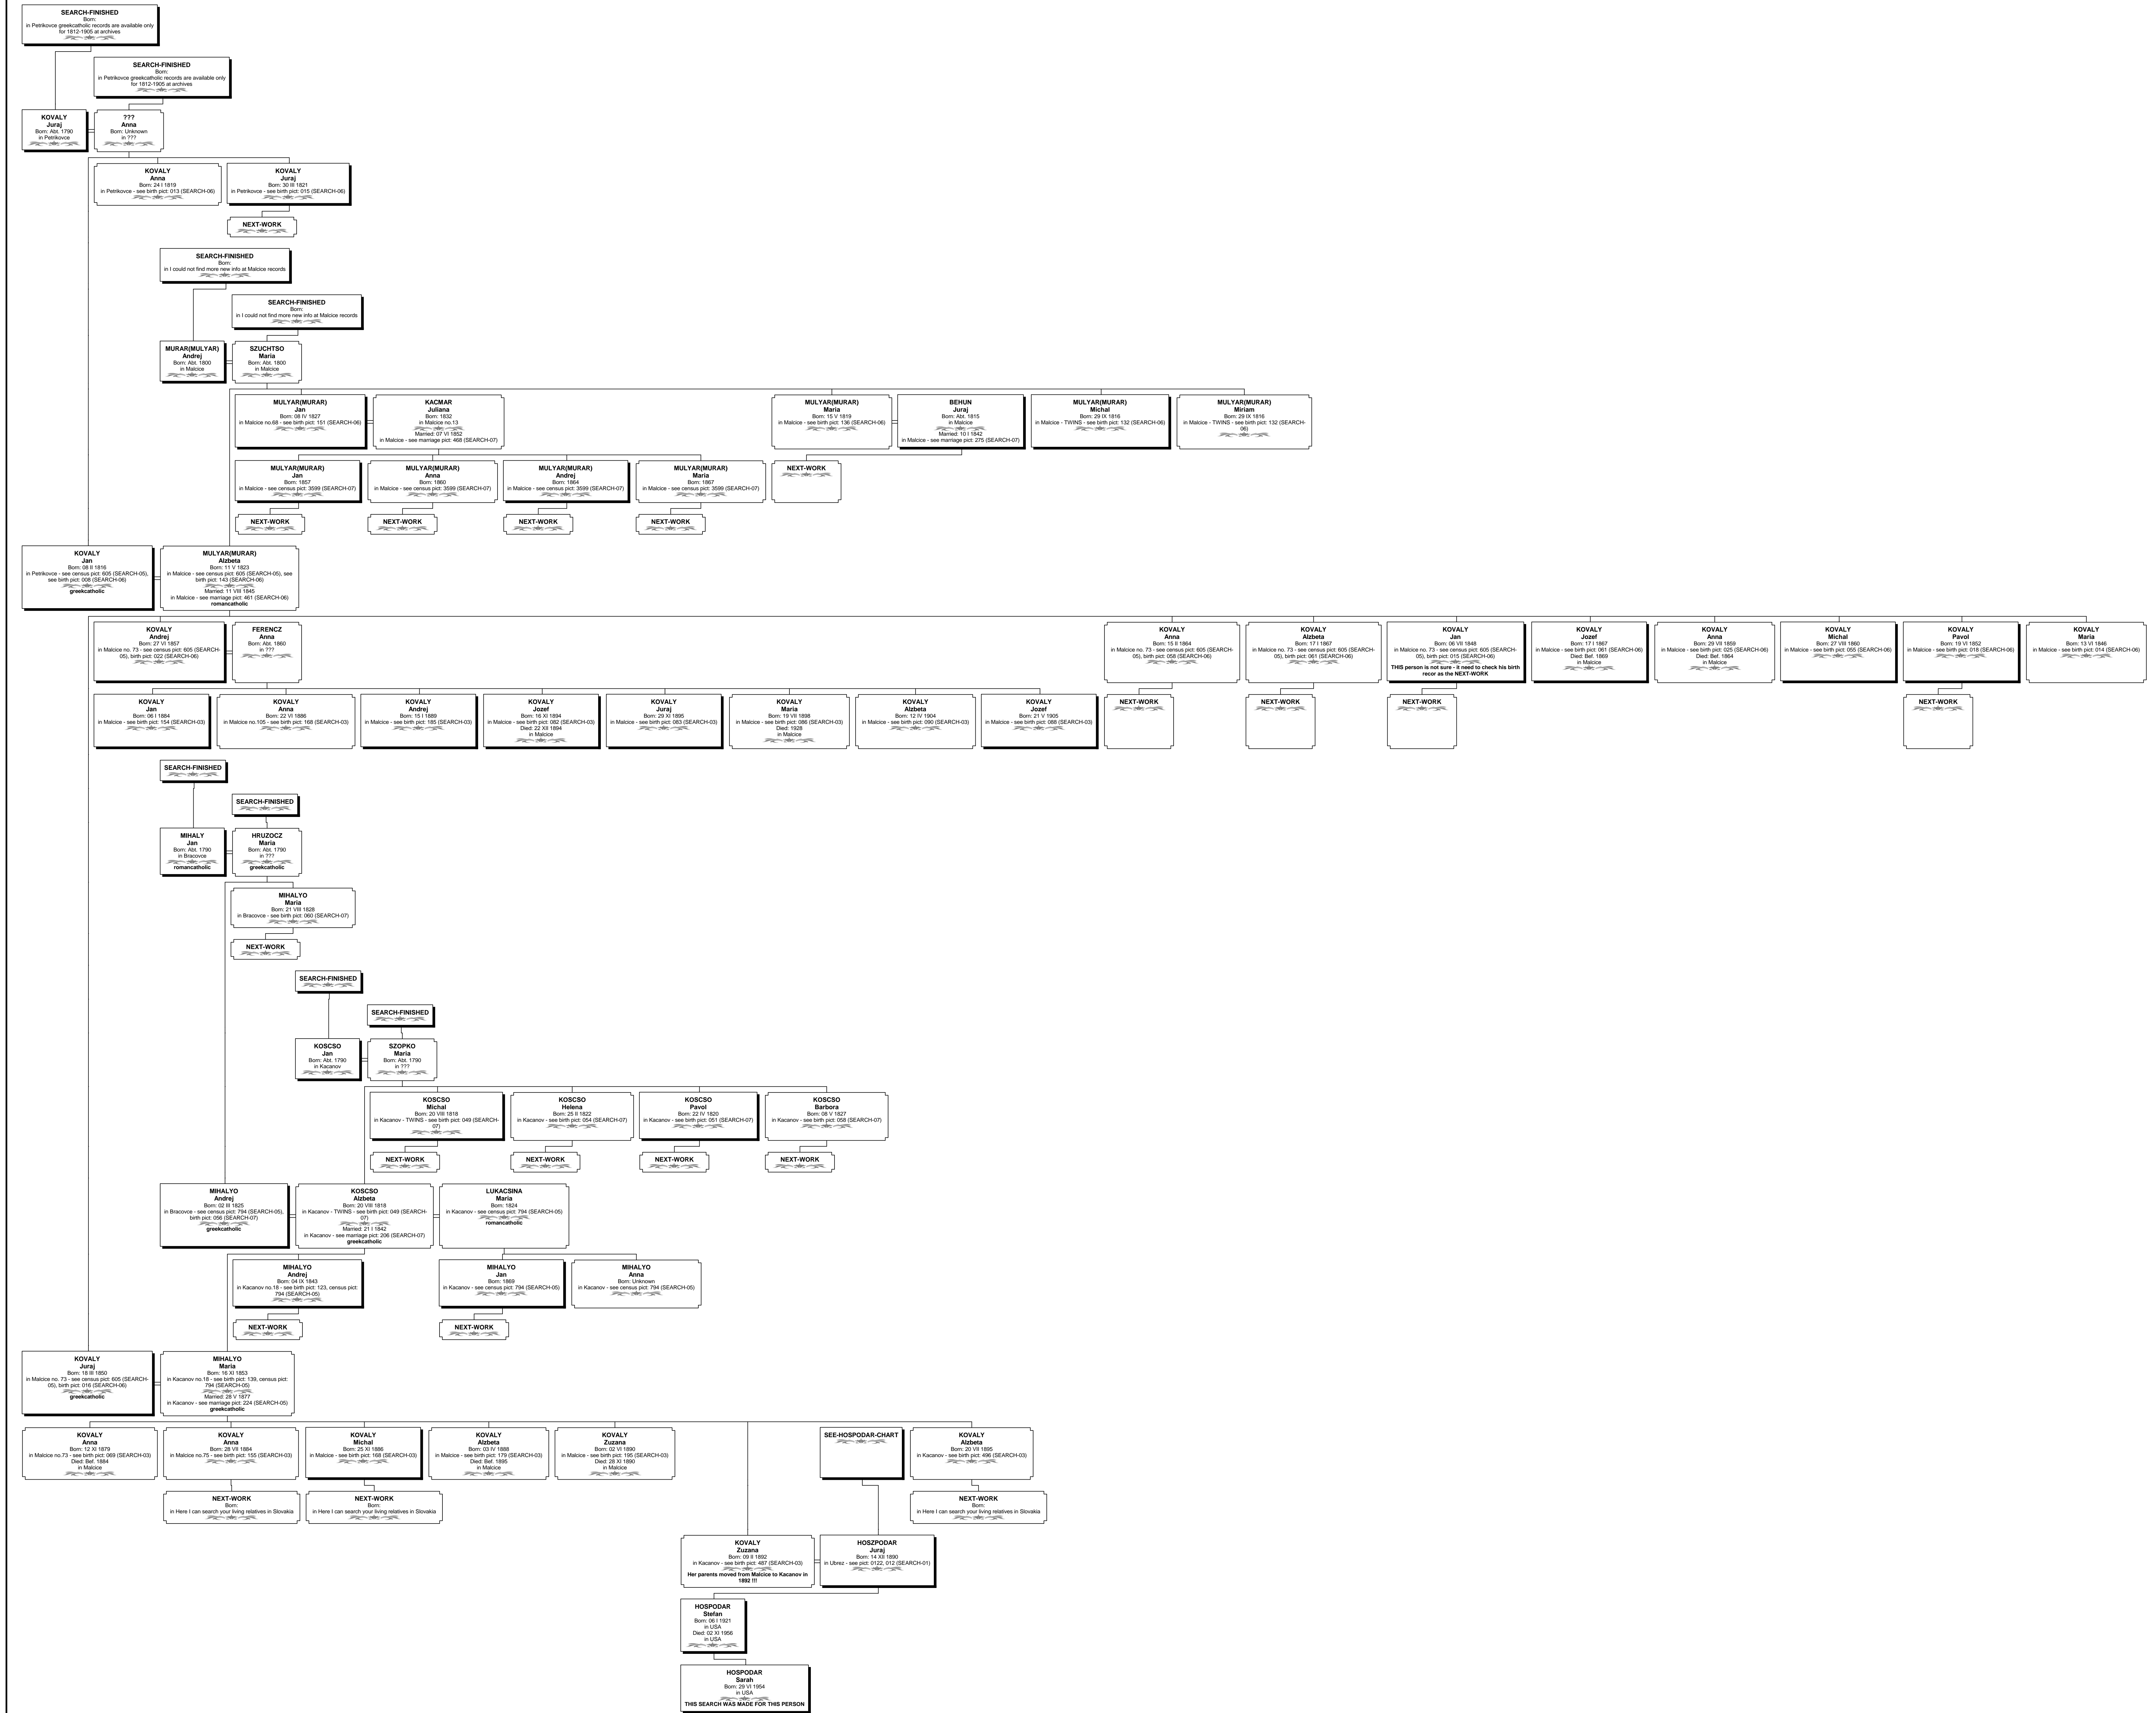 SEARCH-FINISHED
Born:
in Petrikovce greekcatholic records are available only
for 1812-1905 at archives
SEARCH-FINISHED
Born:
in Petrikovce greekcatholic records are available only
for 1812-1905 at archives
KOVALY
Juraj
Born: Abt. 1790
in Petrikovce
???
Anna
Born: Unknown
in ???
KOVALY
Anna
Born: 24 I 1819
in Petrikovce - see birth pict: 013 (SEARCH-06)
KOVALY
Juraj
Born: 30 III 1821
in Petrikovce - see birth pict: 015 (SEARCH-06)
NEXT-WORK
SEARCH-FINISHED
Born:
in I could not find more new info at Malcice records
SEARCH-FINISHED
Born:
in I could not find more new info at Malcice records
MURAR(MULYAR)
Andrej
Born: Abt. 1800
in Malcice
SZUCHTSO
Maria
Born: Abt. 1800
in Malcice
MULYAR(MURAR)
Jan
Born: 08 IV 1827
in Malcice no.68 - see birth pict: 151 (SEARCH-06)
KACMAR
Juliana
Born: 1832
in Malcice no.13
Married: 07 VI 1852
in Malcice - see marriage pict: 468 (SEARCH-07)
MULYAR(MURAR)
Maria
Born: 15 V 1819
in Malcice - see birth pict: 136 (SEARCH-06)
BEHUN
Juraj
Born: Abt. 1815
in Malcice
Married: 10 I 1842
in Malcice - see marriage pict: 275 (SEARCH-07)
MULYAR(MURAR)
Michal
Born: 29 IX 1816
in Malcice - TWINS - see birth pict: 132 (SEARCH-06)
MULYAR(MURAR)
Miriam
Born: 29 IX 1816
in Malcice - TWINS - see birth pict: 132 (SEARCH-
06)
MULYAR(MURAR)
Jan
Born: 1857
in Malcice - see census pict: 3599 (SEARCH-07)
MULYAR(MURAR)
Anna
Born: 1860
in Malcice - see census pict: 3599 (SEARCH-07)
MULYAR(MURAR)
Andrej
Born: 1864
in Malcice - see census pict: 3599 (SEARCH-07)
MULYAR(MURAR)
Maria
Born: 1867
in Malcice - see census pict: 3599 (SEARCH-07)
NEXT-WORK
NEXT-WORK
NEXT-WORK
NEXT-WORK
NEXT-WORK
KOVALY
Jan
Born: 08 II 1816
in Petrikovce - see census pict: 605 (SEARCH-05),
see birth pict: 008 (SEARCH-06)
greekcatholic
MULYAR(MURAR)
Alzbeta
Born: 11 V 1823
in Malcice - see census pict: 605 (SEARCH-05), see
birth pict: 143 (SEARCH-06)
Married: 11 VIII 1845
in Malcice - see marriage pict: 461 (SEARCH-06)
romancatholic
KOVALY
Andrej
Born: 27 VI 1857
in Malcice no. 73 - see census pict: 605 (SEARCH-
05), birth pict: 022 (SEARCH-06)
FERENCZ
Anna
Born: Abt. 1860
in ???
KOVALY
Anna
Born: 15 II 1864
in Malcice no. 73 - see census pict: 605 (SEARCH-
05), birth pict: 058 (SEARCH-06)
KOVALY
Alzbeta
Born: 17 I 1867
in Malcice no. 73 - see census pict: 605 (SEARCH-
05), birth pict: 061 (SEARCH-06)
KOVALY
Jan
Born: 06 VII 1848
in Malcice no. 73 - see census pict: 605 (SEARCH-
05), birth pict: 015 (SEARCH-06)
THIS person is not sure - it need to check his birth
recor as the NEXT-WORK
KOVALY
Jozef
Born: 17 I 1867
in Malcice - see birth pict: 061 (SEARCH-06)
Died: Bef. 1869
in Malcice
KOVALY
Anna
Born: 29 VII 1859
in Malcice - see birth pict: 025 (SEARCH-06)
Died: Bef. 1864
in Malcice
KOVALY
Michal
Born: 27 VIII 1860
in Malcice - see birth pict: 055 (SEARCH-06)
KOVALY
Pavol
Born: 19 VI 1852
in Malcice - see birth pict: 018 (SEARCH-06)
KOVALY
Maria
Born: 13 VI 1846
in Malcice - see birth pict: 014 (SEARCH-06)
KOVALY
Jan
Born: 06 I 1884
in Malcice - see birth pict: 154 (SEARCH-03)
KOVALY
Anna
Born: 22 VI 1886
in Malcice no.105 - see birth pict: 168 (SEARCH-03)
KOVALY
Andrej
Born: 15 I 1889
in Malcice - see birth pict: 185 (SEARCH-03)
KOVALY
Jozef
Born: 16 XI 1894
in Malcice - see birth pict: 082 (SEARCH-03)
Died: 22 XII 1894
in Malcice
KOVALY
Juraj
Born: 29 XI 1895
in Malcice - see birth pict: 083 (SEARCH-03)
KOVALY
Maria
Born: 19 VII 1898
in Malcice - see birth pict: 086 (SEARCH-03)
Died: 1928
in Malcice
KOVALY
Alzbeta
Born: 12 IV 1904
in Malcice - see birth pict: 090 (SEARCH-03)
KOVALY
Jozef
Born: 21 V 1905
in Malcice - see birth pict: 088 (SEARCH-03)
NEXT-WORK
NEXT-WORK
NEXT-WORK
NEXT-WORK
SEARCH-FINISHED
SEARCH-FINISHED
MIHALY
Jan
Born: Abt. 1790
in Bracovce
romancatholic
HRUZOCZ
Maria
Born: Abt. 1790
in ???
greekcatholic
MIHALYO
Maria
Born: 21 VIII 1828
in Bracovce - see birth pict: 060 (SEARCH-07)
NEXT-WORK
SEARCH-FINISHED
SEARCH-FINISHED
KOSCSO
Jan
Born: Abt. 1790
in Kacanov
SZOPKO
Maria
Born: Abt. 1790
in ???
KOSCSO
Michal
Born: 20 VIII 1818
in Kacanov - TWINS - see birth pict: 049 (SEARCH-
07)
KOSCSO
Helena
Born: 25 II 1822
in Kacanov - see birth pict: 054 (SEARCH-07)
KOSCSO
Pavol
Born: 22 IV 1820
in Kacanov - see birth pict: 051 (SEARCH-07)
KOSCSO
Barbora
Born: 08 V 1827
in Kacanov - see birth pict: 058 (SEARCH-07)
NEXT-WORK
NEXT-WORK
NEXT-WORK
NEXT-WORK
MIHALYO
Andrej
Born: 02 III 1825
in Bracovce - see census pict: 794 (SEARCH-05),
birth pict: 056 (SEARCH-07)
greekcatholic
KOSCSO
Alzbeta
Born: 20 VIII 1818
in Kacanov - TWINS - see birth pict: 049 (SEARCH-
07)
Married: 21 I 1842
in Kacanov - see marriage pict: 206 (SEARCH-07)
greekcatholic
LUKACSINA
Maria
Born: 1824
in Kacanov - see census pict: 794 (SEARCH-05)
romancatholic
MIHALYO
Andrej
Born: 04 IX 1843
in Kacanov no.18 - see birth pict: 123, census pict:
794 (SEARCH-05)
MIHALYO
Jan
Born: 1869
in Kacanov - see census pict: 794 (SEARCH-05)
MIHALYO
Anna
Born: Unknown
in Kacanov - see census pict: 794 (SEARCH-05)
NEXT-WORK
NEXT-WORK
KOVALY
Juraj
Born: 18 III 1850
in Malcice no. 73 - see census pict: 605 (SEARCH-
05), birth pict: 016 (SEARCH-06)
greekcatholic
MIHALYO
Maria
Born: 16 XI 1853
in Kacanov no.18 - see birth pict: 139, census pict:
794 (SEARCH-05)
Married: 28 V 1877
in Kacanov - see marriage pict: 224 (SEARCH-05)
greekcatholic
KOVALY
Anna
Born: 12 XI 1879
in Malcice no.73 - see birth pict: 069 (SEARCH-03)
Died: Bef. 1884
in Malcice
KOVALY
Anna
Born: 28 VII 1884
in Malcice no.75 - see birth pict: 155 (SEARCH-03)
KOVALY
Michal
Born: 25 XI 1886
in Malcice - see birth pict: 168 (SEARCH-03)
KOVALY
Alzbeta
Born: 03 IV 1888
in Malcice - see birth pict: 179 (SEARCH-03)
Died: Bef. 1895
in Malcice
KOVALY
Zuzana
Born: 02 VI 1890
in Malcice - see birth pict: 195 (SEARCH-03)
Died: 28 XI 1890
in Malcice
SEE-HOSPODAR-CHART
KOVALY
Alzbeta
Born: 20 VII 1895
in Kacanov - see birth pict: 496 (SEARCH-03)
NEXT-WORK
Born:
in Here I can search your living relatives in Slovakia
NEXT-WORK
Born:
in Here I can search your living relatives in Slovakia
NEXT-WORK
Born:
in Here I can search your living relatives in Slovakia
KOVALY
Zuzana
Born: 09 II 1892
in Kacanov - see birth pict: 487 (SEARCH-03)
Her parents moved from Malcice to Kacanov in
1892 !!!
HOSZPODAR
Juraj
Born: 14 XII 1890
in Ubrez - see pict: 0122, 012 (SEARCH-01)
HOSPODAR
Stefan
Born: 06 I 1921
in USA
Died: 02 XI 1956
in USA
HOSPODAR
Sarah
Born: 29 VI 1954
in USA
THIS SEARCH WAS MADE FOR THIS PERSON